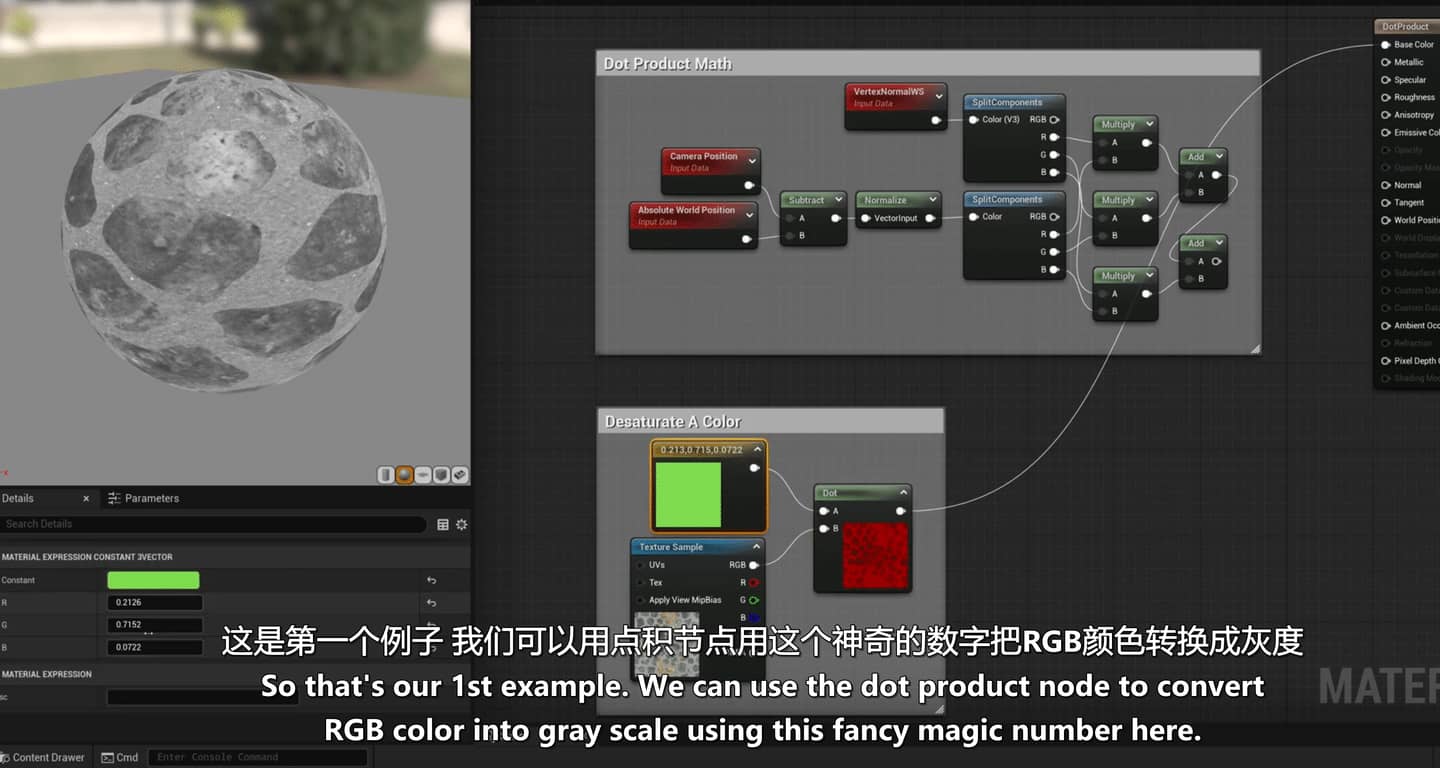 Dot Product Math
VertexNormalWS
Input Data
Camera Position
Input Data
Absolute World Position
Input Data
Subtract
A
B
Normalize
VectorInput
SplitComponents
Color (V3) RGB
R
G
B
SplitComponents
Color RGB
R
G
B
Multiply
A
B
Multiply
A
B
Multiply
A
B
Add
A
B
Add
A
B
DotProduct
Base Color
Metallic
Specular
Roughness
Anisotropy
Emissive Col
Opacity
Opacity Mas
Normal
Tangent
World Positi
World Displa
Tessellation
Subsurface
Custom Data
Custom Data
Ambient Occ
Refraction
Pixel Depth O
Shading Mo
Desaturate A Color
0.213,0.715,0.0722
Dot
A
B
Texture Sample
UVs RGB
Tex R
Apply View MipBias G
B
Details × Parameters
Search Details
MATERIAL EXPRESSION CONSTANT 3VECTOR
Constant
R 0.2126
G 0.7152
B 0.0722
MATERIAL EXPRESSION
sc
这是第一个例子 我们可以用点积节点用这个神奇的数字把RGB颜色转换成灰度
So that's our 1st example. We can use the dot product node to convert
RGB color into gray scale using this fancy magic number here.
MATER
Content Drawer Cmd Enter Console Command